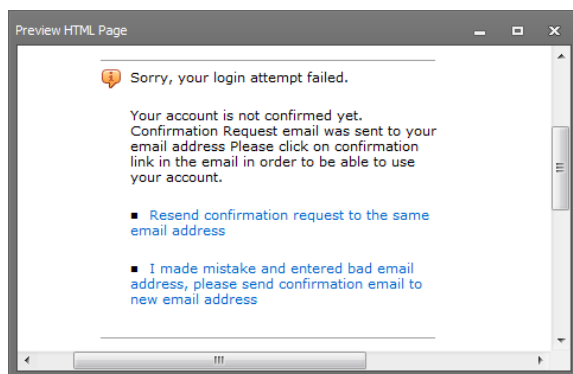 Preview HTML Page
Sorry, your login attempt failed.
Your account is not confirmed yet.
Confirmation Request email was sent to your
email address Please click on confirmation
link in the email in order to be able to use
your account.
▪ Resend confirmation request to the same
email address
▪ I made mistake and entered bad email
address, please send confirmation email to
new email address